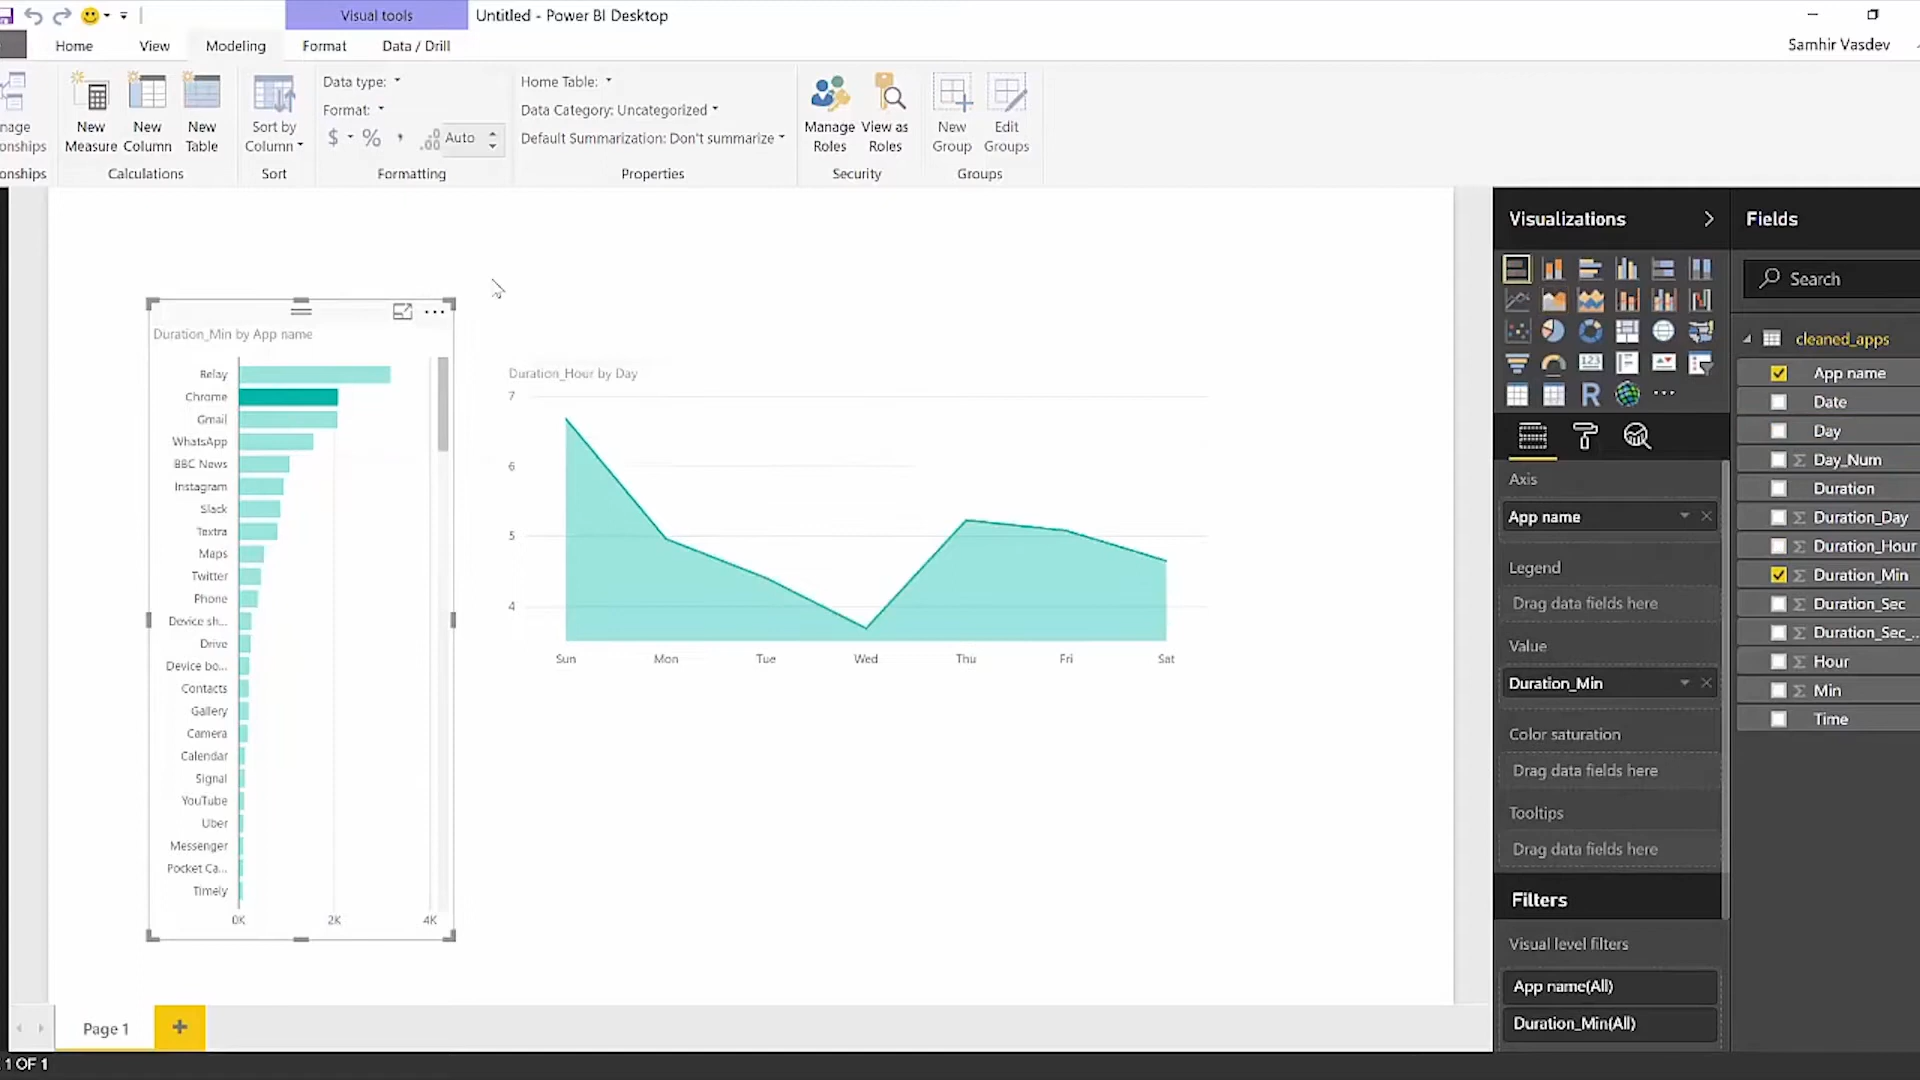 Visual tools
Untitled - Power BI Desktop
Home
View
Modeling
Format
Data / Drill
Samhir Vasdev
nage
onships
New
Measure
New
Column
New
Table
Sort by
Column
Data type:
Format:
$
%
,
.00
Auto
Home Table:
Data Category: Uncategorized
Default Summarization: Don't summarize
Manage
Roles
View as
Roles
New
Group
Edit
Groups
onships
Calculations
Sort
Formatting
Properties
Security
Groups
Duration_Min by App name
Relay
Chrome
Gmail
WhatsApp
BBC News
Instagram
Slack
Textra
Maps
Twitter
Phone
Device sh...
Drive
Device bo...
Contacts
Gallery
Camera
Calendar
Signal
YouTube
Uber
Messenger
Pocket Ca...
Timely
0K
2K
4K
Duration_Hour by Day
7
6
5
4
Sun
Mon
Tue
Wed
Thu
Fri
Sat
Visualizations
123
R
Axis
App name
Legend
Drag data fields here
Value
Duration_Min
Color saturation
Drag data fields here
Tooltips
Drag data fields here
Filters
Visual level filters
App name(All)
Duration_Min(All)
Fields
Search
cleaned_apps
App name
Date
Day
Σ Day_Num
Duration
Σ Duration_Day
Σ Duration_Hour
Σ Duration_Min
Σ Duration_Sec
Σ Duration_Sec_...
Σ Hour
Σ Min
Time
Page 1
1 OF 1